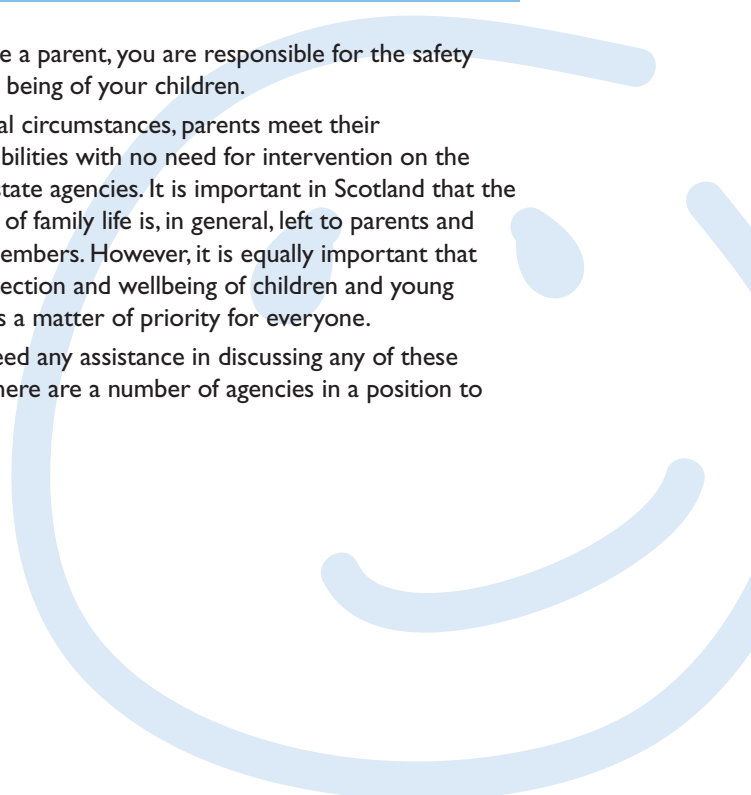 e a parent, you are responsible for the safety
being of your children.
al circumstances, parents meet their
bilities with no need for intervention on the
state agencies. It is important in Scotland that the
of family life is, in general, left to parents and
embers. However, it is equally important that
ection and wellbeing of children and young
s a matter of priority for everyone.
eed any assistance in discussing any of these
here are a number of agencies in a position to